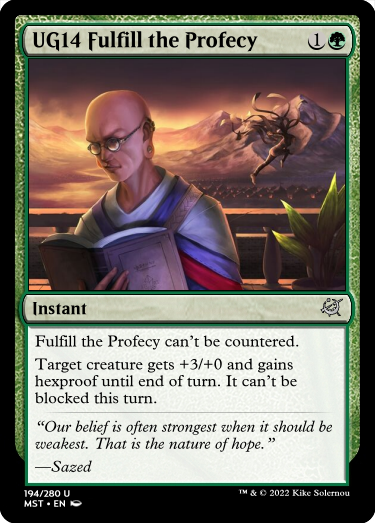 UG14 Fulfill the Profecy 1
Instant
Fulfill the Profecy can't be countered.
Target creature gets +3/+0 and gains
hexproof until end of turn. It can't be
blocked this turn.
“Our belief is often strongest when it should be
weakest. That is the nature of hope.”
—Sazed
194/280 U
MST • EN ™ & © 2022 Kike Solernou